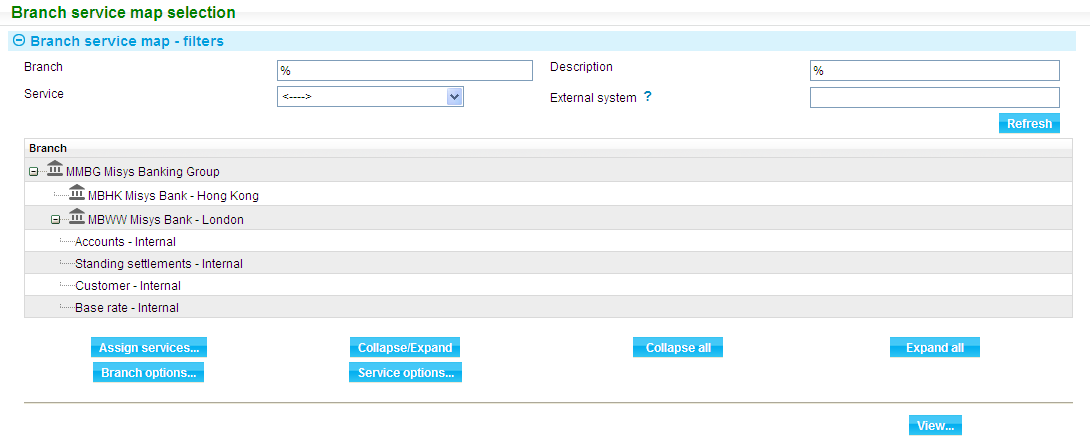 Branch service map selection
Branch service map - filters
Branch % Description %
Service <----> External system ?
Refresh
Branch
MMBG Misys Banking Group
MBHK Misys Bank - Hong Kong
MBWW Misys Bank - London
Accounts - Internal
Standing settlements - Internal
Customer - Internal
Base rate - Internal
Assign services... Collapse/Expand Collapse all Expand all
Branch options... Service options...
View...